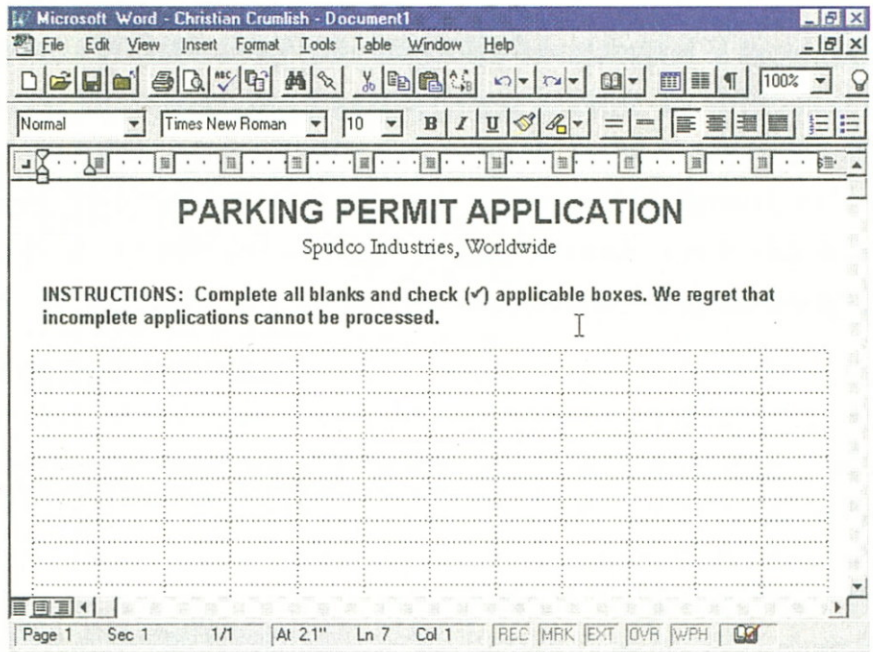 Microsoft Word - Christian Crumlish - Document1
File Edit View Insert Format Tools Table Window Help
ABC 100%
Normal Times New Roman 10 B I U
PARKING PERMIT APPLICATION
Spudco Industries, Worldwide
INSTRUCTIONS: Complete all blanks and check (✓) applicable boxes. We regret that
incomplete applications cannot be processed.
Page 1 Sec 1 1/1 At 2.1" Ln 7 Col 1 REC MRK EXT OVR WPH